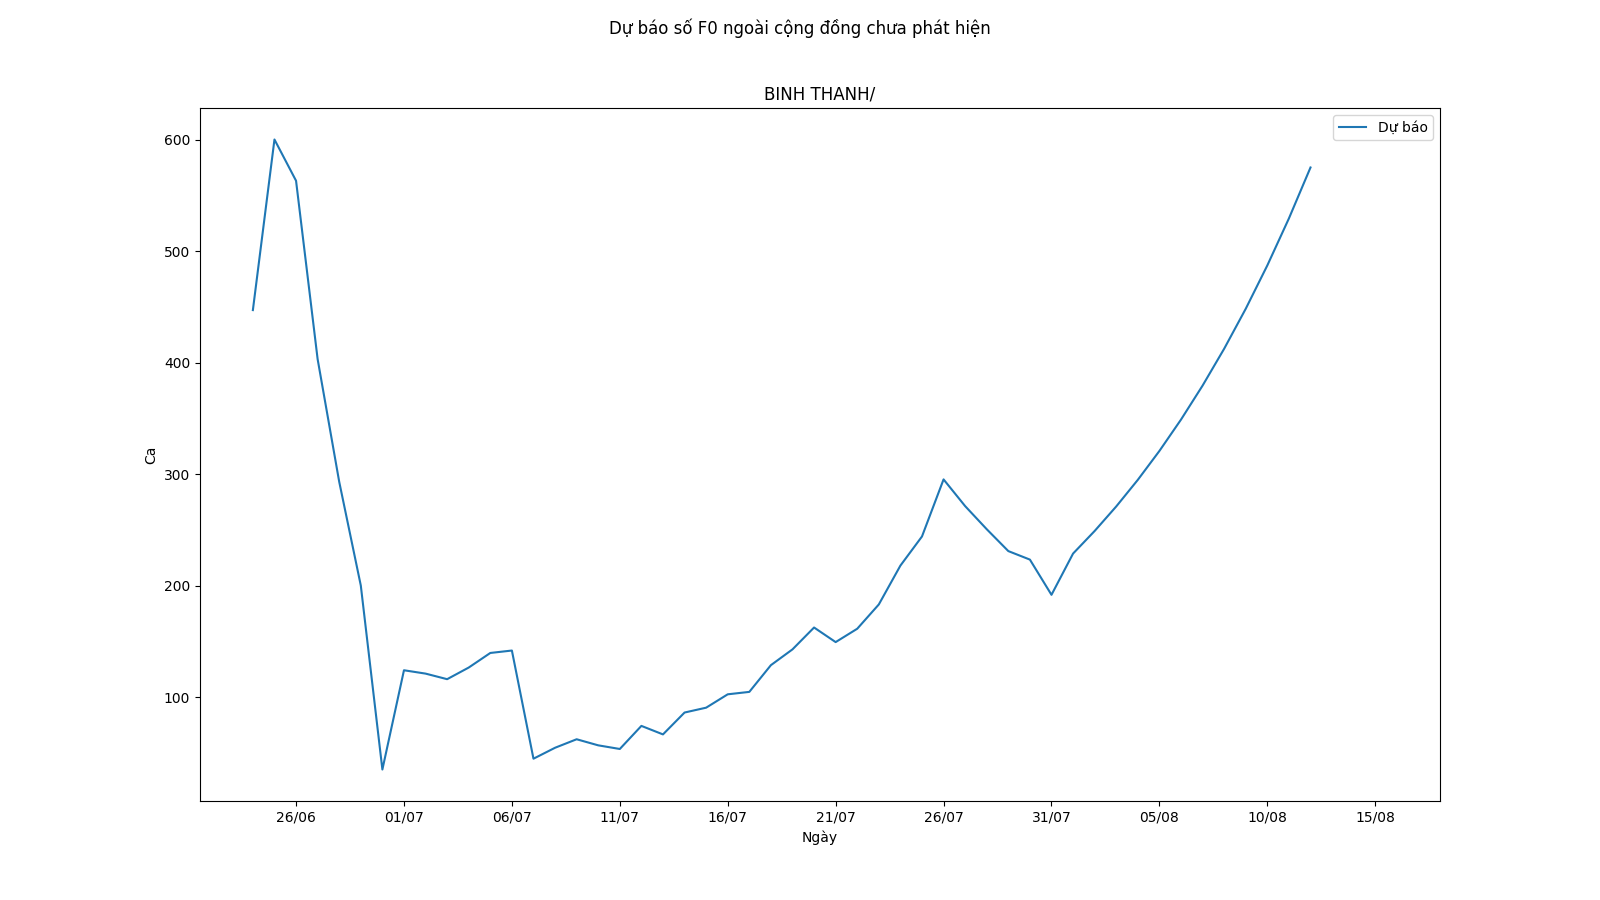 Dự báo số F0 ngoài cộng đồng chưa phát hiện
BINH THANH/
Dự báo
600
500
400
300
200
100
Ca
26/06 01/07 06/07 11/07 16/07 21/07 26/07 31/07 05/08 10/08 15/08
Ngày